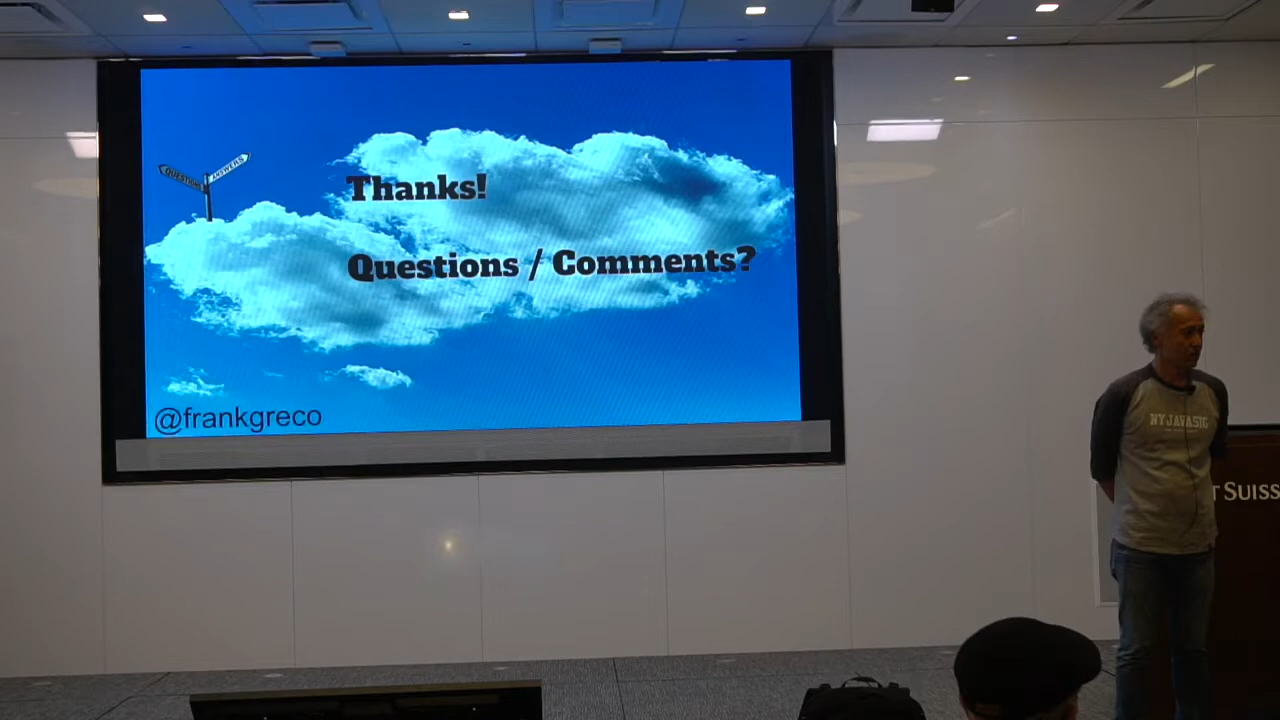 QUESTIONS
ANSWERS
Thanks!
Questions / Comments?
@frankgreco
NYJAVASIG
T SUISS